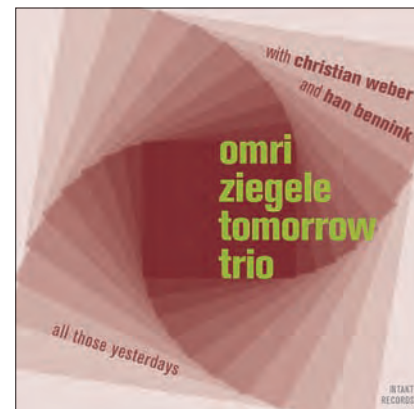 with christian weber
and han bennink
omri
ziegele
tomorrow
trio
all those yesterdays
INTAKT
RECORDS